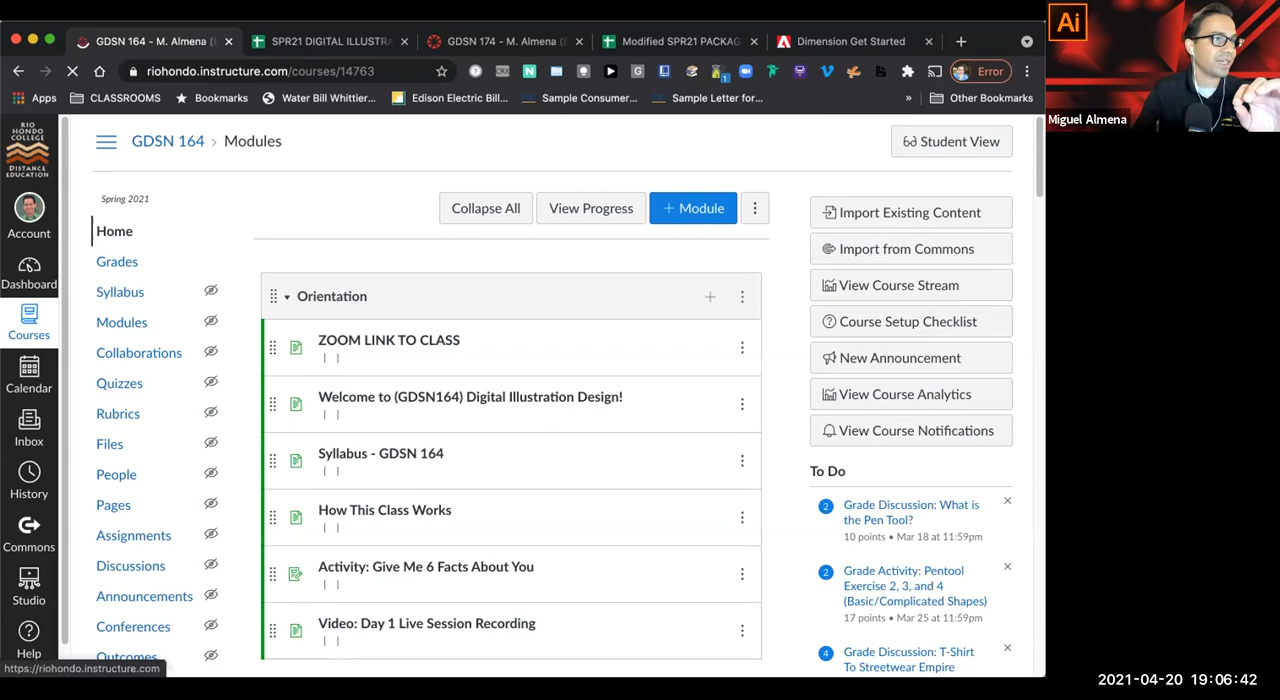 GDSN 164 - M. Almena (
SPR21 DIGITAL ILLUSTRA
GDSN 174 - M. Almena (
Modified SPR21 PACKAG
Dimension Get Started
riohondo.instructure.com/courses/14763
Error
Apps
CLASSROOMS
Bookmarks
Water Bill Whittier...
Edison Electric Bill...
Sample Consumer...
Sample Letter for...
»
Other Bookmarks
Ai
Miguel Almena
RIO HONDO COLLEGE
DISTANCE EDUCATION
Account
Dashboard
Courses
Calendar
Inbox
History
Commons
Studio
Help
GDSN 164 > Modules
Student View
Spring 2021
Home
Grades
Syllabus
Modules
Collaborations
Quizzes
Rubrics
Files
People
Pages
Assignments
Discussions
Announcements
Conferences
Outcomes
Collapse All
View Progress
+ Module
Orientation
ZOOM LINK TO CLASS
| |
Welcome to (GDSN164) Digital Illustration Design!
| |
Syllabus - GDSN 164
| |
How This Class Works
| |
Activity: Give Me 6 Facts About You
| |
Video: Day 1 Live Session Recording
| |
Import Existing Content
Import from Commons
View Course Stream
Course Setup Checklist
New Announcement
View Course Analytics
View Course Notifications
To Do
2
Grade Discussion: What is
the Pen Tool?
10 points • Mar 18 at 11:59pm
2
Grade Activity: Pentool
Exercise 2, 3, and 4
(Basic/Complicated Shapes)
17 points • Mar 25 at 11:59pm
4
Grade Discussion: T-Shirt
To Streetwear Empire
https://riohondo.instructure.com
2021-04-20 19:06:42